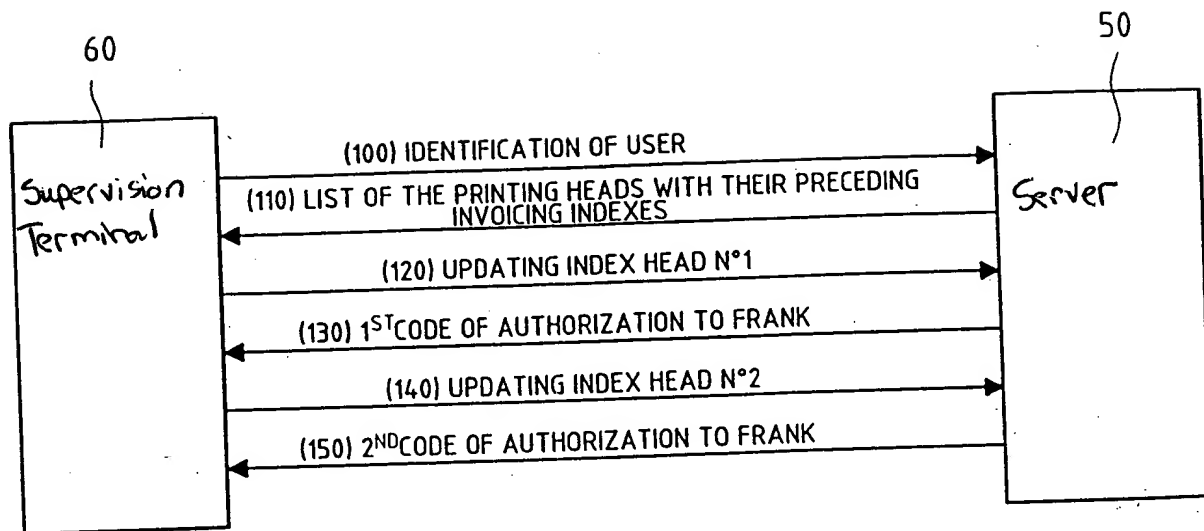 60
50
Supervision
Terminal
Server
(100) IDENTIFICATION OF USER
(110) LIST OF THE PRINTING HEADS WITH THEIR PRECEDING
INVOICING INDEXES
(120) UPDATING INDEX HEAD N°1
(130) 1ST CODE OF AUTHORIZATION TO FRANK
(140) UPDATING INDEX HEAD N°2
(150) 2ND CODE OF AUTHORIZATION TO FRANK